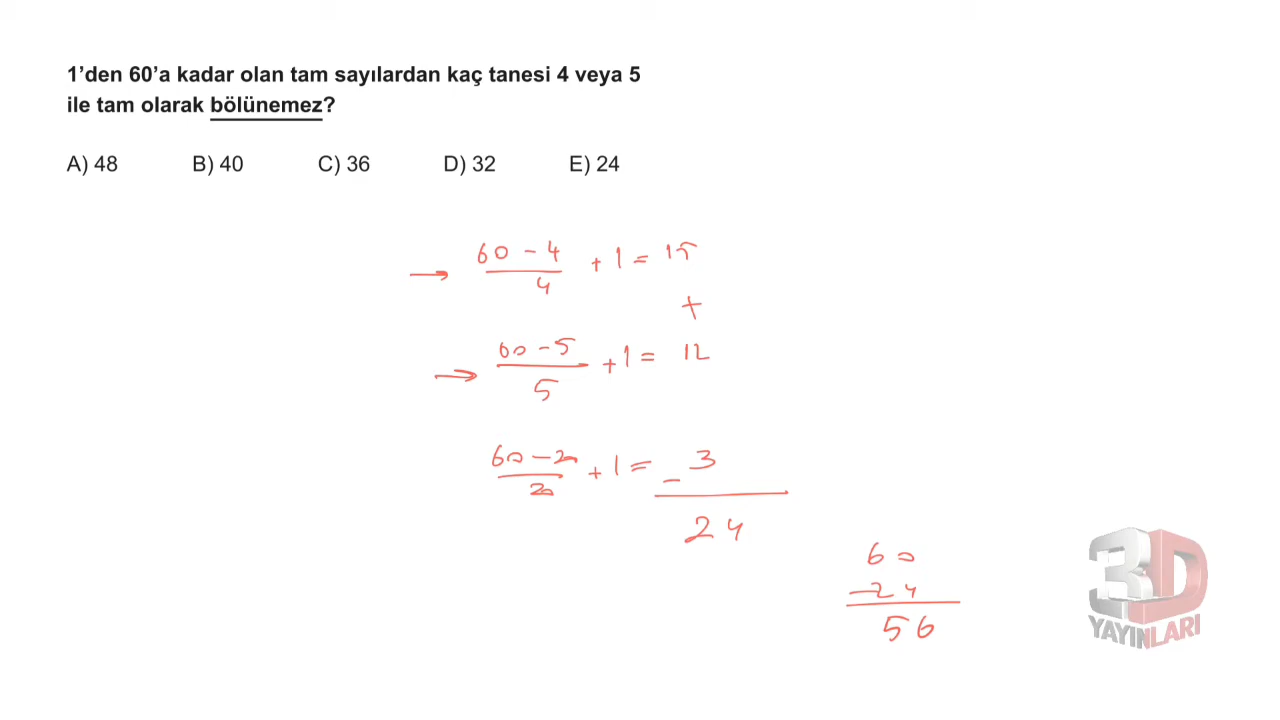 1’den 60’a kadar olan tam sayılardan kaç tanesi 4 veya 5
ile tam olarak bölünemez?
A) 48 B) 40 C) 36 D) 32 E) 24
→ (60 - 4)/4 + 1 = 15
+
→ (60 - 5)/5 + 1 = 12
(60 - 20)/20 + 1 = - 3
24
60
- 24
56
3D
YAYINLARI